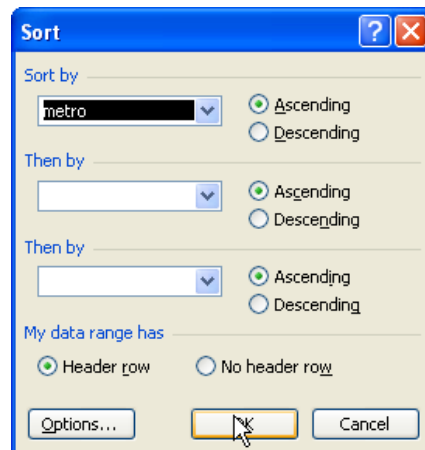 Sort
Sort by
metro
Ascending
Descending
Then by
Ascending
Descending
Then by
Ascending
Descending
My data range has
Header row
No header row
Options...
Cancel